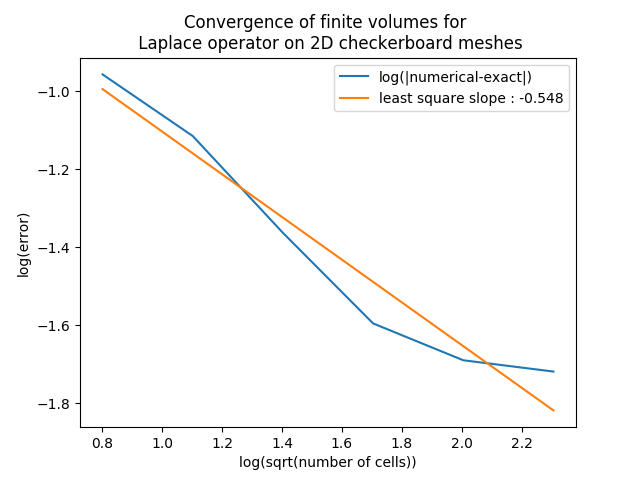 Convergence of finite volumes for
Laplace operator on 2D checkerboard meshes
log(|numerical-exact|)
least square slope : -0.548
log(error)
−1.0
−1.2
−1.4
−1.6
−1.8
0.8 1.0 1.2 1.4 1.6 1.8 2.0 2.2
log(sqrt(number of cells))